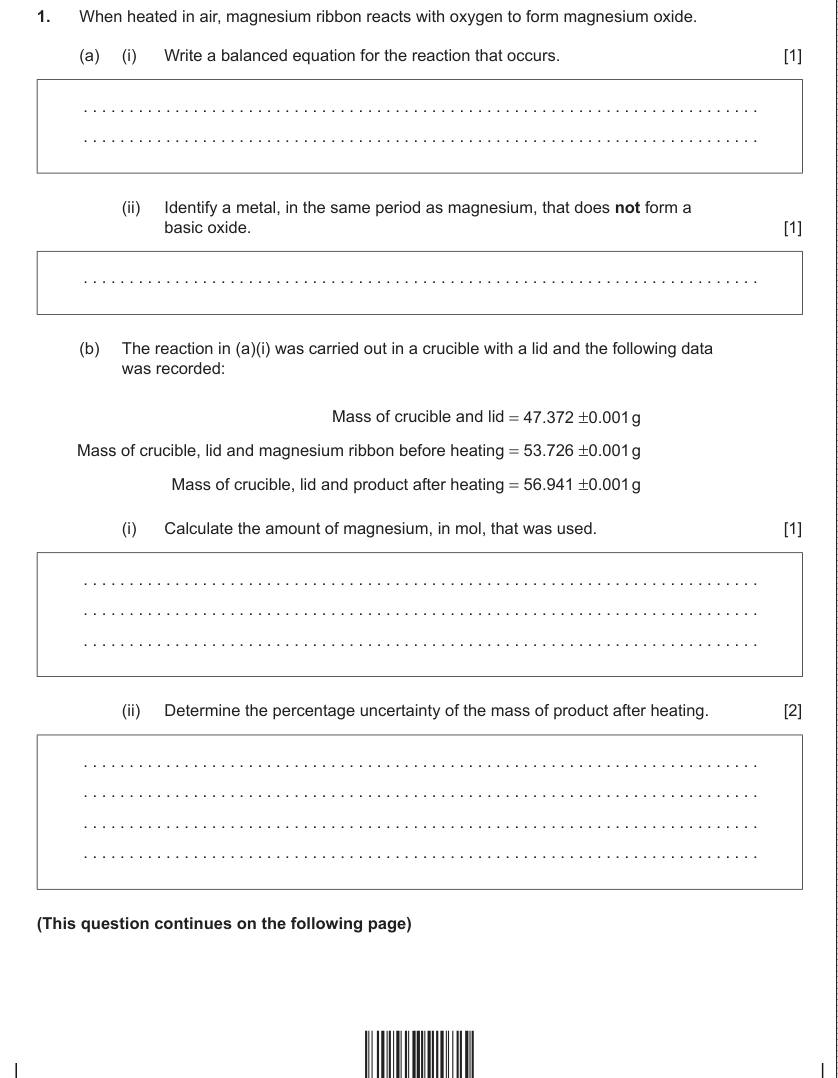 1. When heated in air, magnesium ribbon reacts with oxygen to form magnesium oxide.
(a) (i) Write a balanced equation for the reaction that occurs. [1]
(ii) Identify a metal, in the same period as magnesium, that does not form a
basic oxide. [1]
(b) The reaction in (a)(i) was carried out in a crucible with a lid and the following data
was recorded:
Mass of crucible and lid = 47.372 ±0.001 g
Mass of crucible, lid and magnesium ribbon before heating = 53.726 ±0.001 g
Mass of crucible, lid and product after heating = 56.941 ±0.001 g
(i) Calculate the amount of magnesium, in mol, that was used. [1]
(ii) Determine the percentage uncertainty of the mass of product after heating. [2]
(This question continues on the following page)